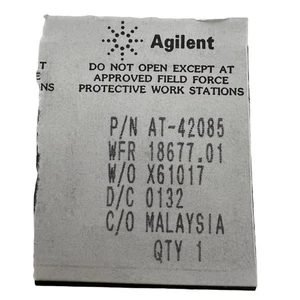 Agilent
DO NOT OPEN EXCEPT AT
APPROVED FIELD FORCE
PROTECTIVE WORK STATIONS
P/N AT-42085
WFR 18677.01
W/O X61017
D/C 0132
C/O MALAYSIA
QTY 1